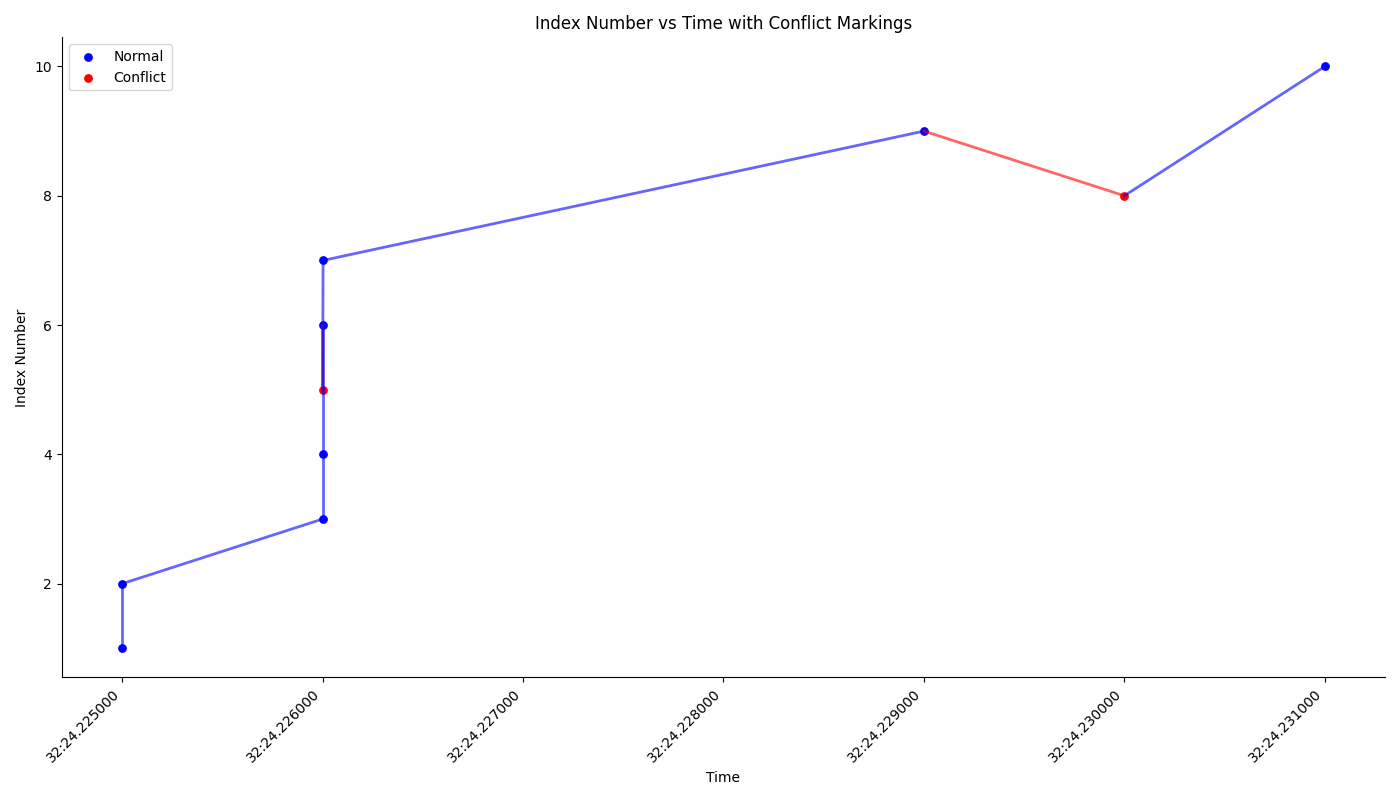 Index Number vs Time with Conflict Markings
Normal
Conflict
Index Number
10
8
6
4
2
32:24.225000
32:24.226000
32:24.227000
32:24.228000
32:24.229000
32:24.230000
32:24.231000
Time